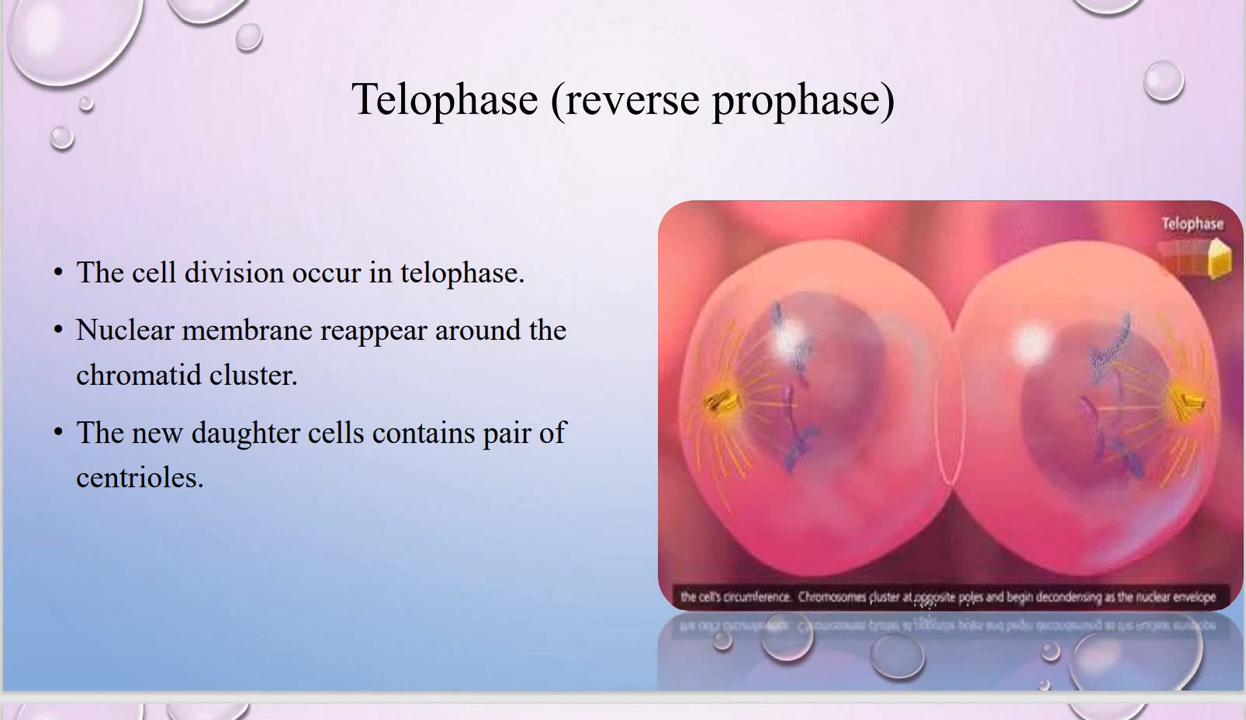 Telophase (reverse prophase)
• The cell division occur in telophase.
• Nuclear membrane reappear around the
chromatid cluster.
• The new daughter cells contains pair of
centrioles.
Telophase
the cell's circumference. Chromosomes cluster at opposite poles and begin decondensing as the nuclear envelope